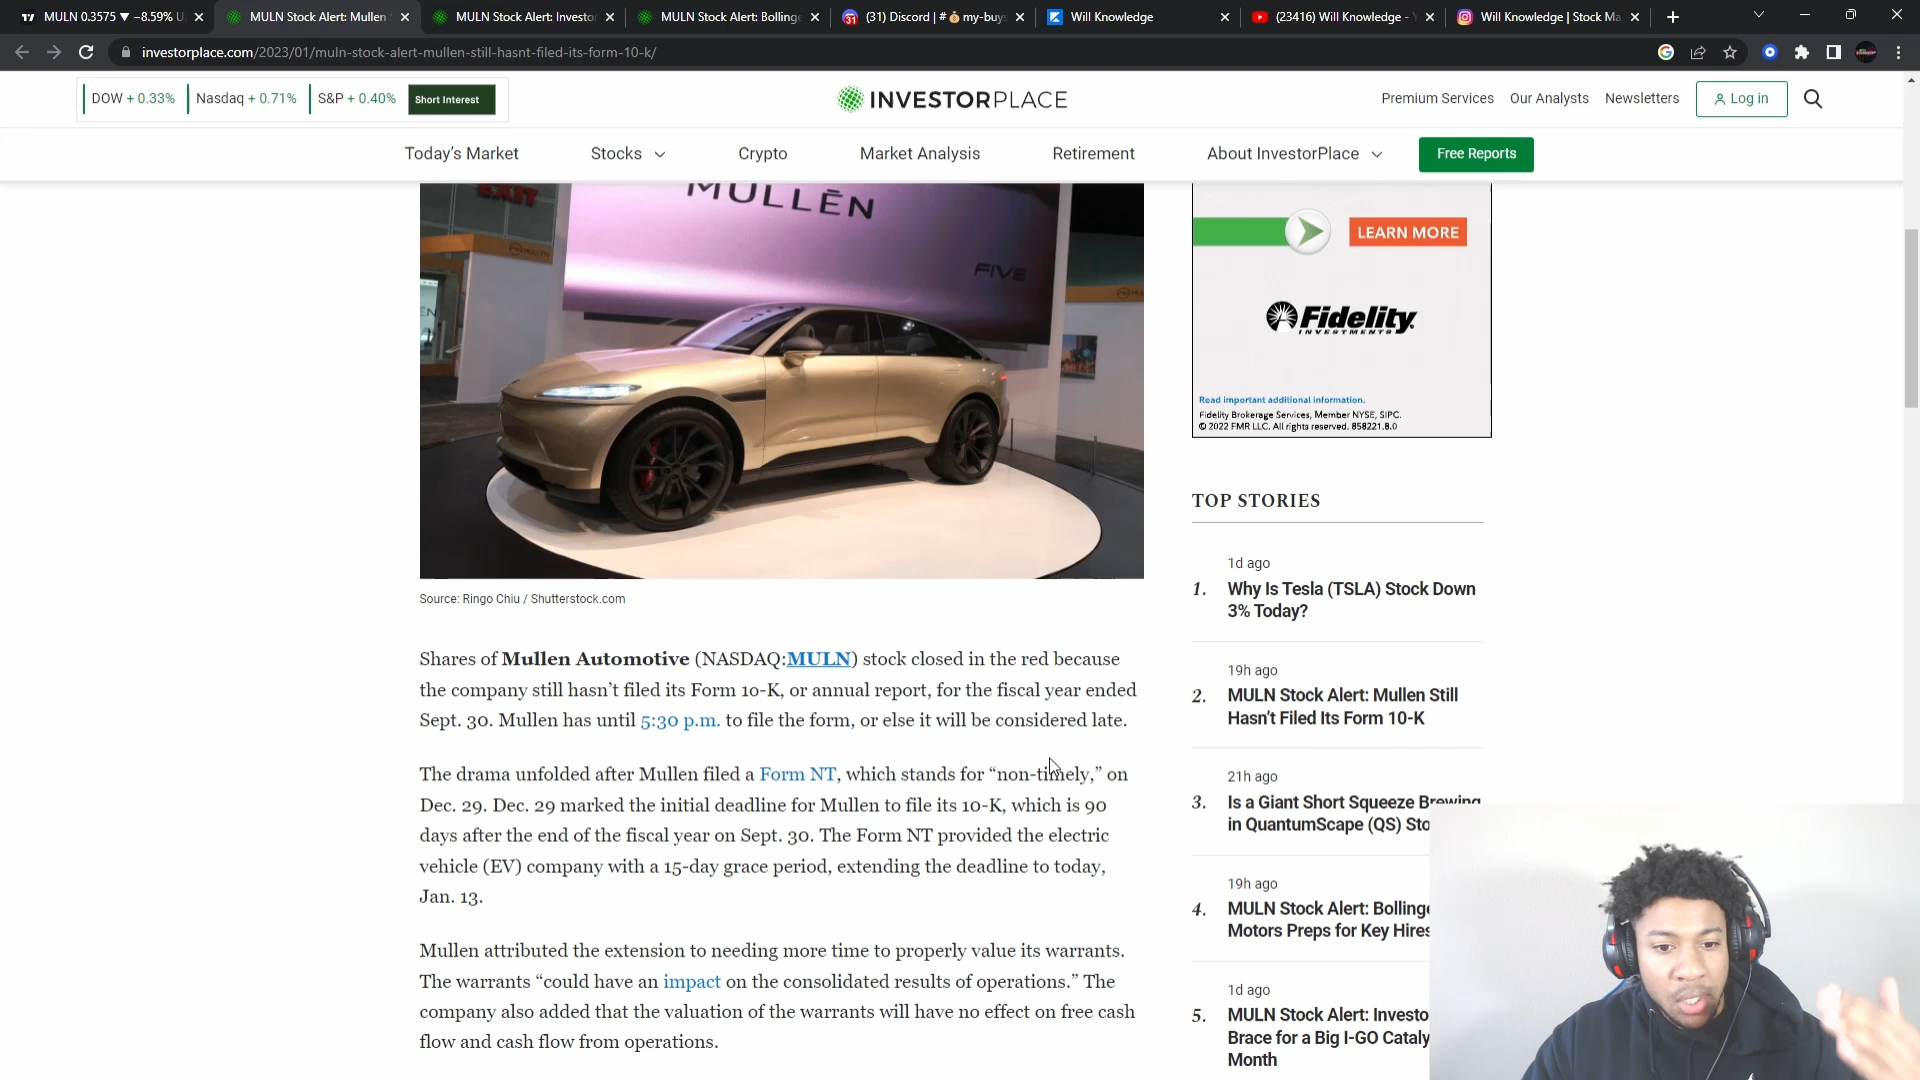 MULN 0.3575 ▼ −8.59% U
MULN Stock Alert: Mullen
MULN Stock Alert: Investor
MULN Stock Alert: Bollinge
(31) Discord | # 💰 my-buys
Will Knowledge
(23416) Will Knowledge -
Will Knowledge | Stock Ma
investorplace.com/2023/01/muln-stock-alert-mullen-still-hasnt-filed-its-form-10-k/
DOW + 0.33%
Nasdaq + 0.71%
S&P + 0.40%
Short Interest
INVESTORPLACE
Premium Services
Our Analysts
Newsletters
Log in
Today's Market
Stocks
Crypto
Market Analysis
Retirement
About InvestorPlace
Free Reports
EXIT
MULLEN
FIVE
LEARN MORE
Fidelity
INVESTMENTS
Read important additional information.
Fidelity Brokerage Services, Member NYSE, SIPC.
© 2022 FMR LLC. All rights reserved. 858221.8.0
Source: Ringo Chiu / Shutterstock.com
Shares of Mullen Automotive (NASDAQ:MULN) stock closed in the red because
the company still hasn't filed its Form 10-K, or annual report, for the fiscal year ended
Sept. 30. Mullen has until 5:30 p.m. to file the form, or else it will be considered late.
The drama unfolded after Mullen filed a Form NT, which stands for “non-timely,” on
Dec. 29. Dec. 29 marked the initial deadline for Mullen to file its 10-K, which is 90
days after the end of the fiscal year on Sept. 30. The Form NT provided the electric
vehicle (EV) company with a 15-day grace period, extending the deadline to today,
Jan. 13.
Mullen attributed the extension to needing more time to properly value its warrants.
The warrants “could have an impact on the consolidated results of operations.” The
company also added that the valuation of the warrants will have no effect on free cash
flow and cash flow from operations.
TOP STORIES
1d ago
1. Why Is Tesla (TSLA) Stock Down
3% Today?
19h ago
2. MULN Stock Alert: Mullen Still
Hasn't Filed Its Form 10-K
21h ago
3. Is a Giant Short Squeeze Brewing
in QuantumScape (QS) Sto
19h ago
4. MULN Stock Alert: Bollinge
Motors Preps for Key Hires
1d ago
5. MULN Stock Alert: Investo
Brace for a Big I-GO Cataly
Month